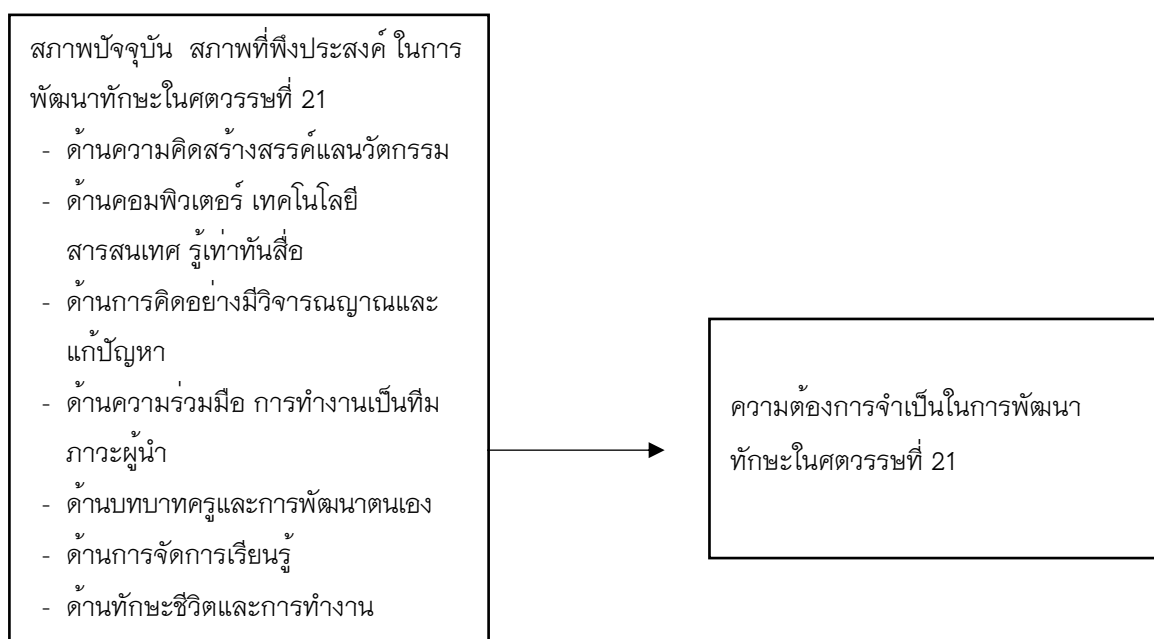 สภาพปัจจุบัน สภาพที่พึงประสงค์ ในการ
พัฒนาทักษะในศตวรรษที่ 21
- ด้านความคิดสร้างสรรค์แลนวัตกรรม
- ด้านคอมพิวเตอร์ เทคโนโลยี
สารสนเทศ รู้เท่าทันสื่อ
- ด้านการคิดอย่างมีวิจารณญาณและ
แก้ปัญหา
- ด้านความร่วมมือ การทำงานเป็นทีม
ภาวะผู้นำ
- ด้านบทบาทครูและการพัฒนาตนเอง
- ด้านการจัดการเรียนรู้
- ด้านทักษะชีวิตและการทำงาน
ความต้องการจำเป็นในการพัฒนา
ทักษะในศตวรรษที่ 21